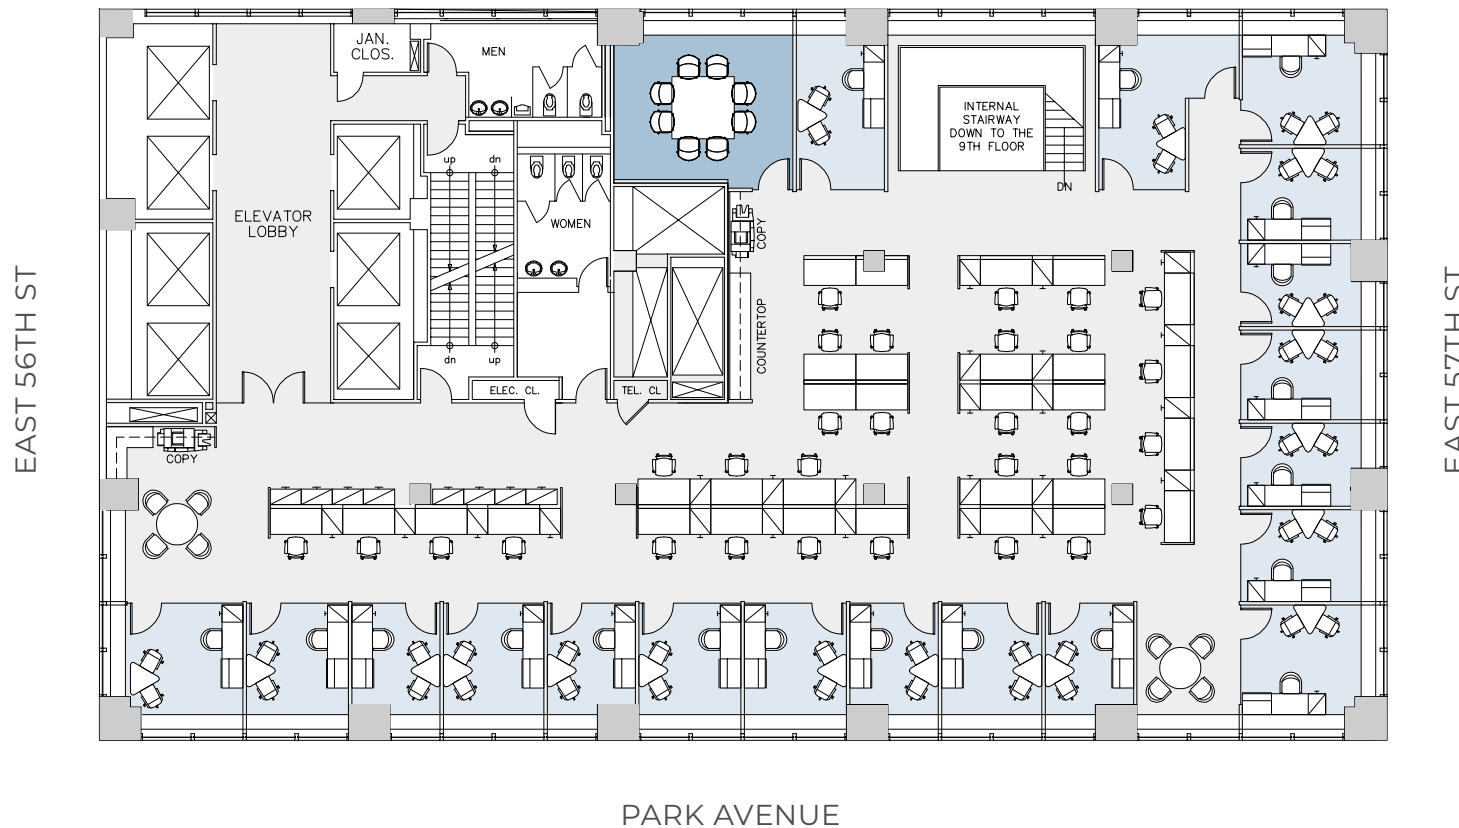 JAN.
CLOS.
MEN
INTERNAL
STAIRWAY
DOWN TO THE
9TH FLOOR
up
dn
DN
ELEVATOR
LOBBY
WOMEN
COPY
COUNTERTOP
dn
up
ELEC. CL.
TEL. CL
COPY
EAST 56TH ST
EAST 57TH ST
PARK AVENUE